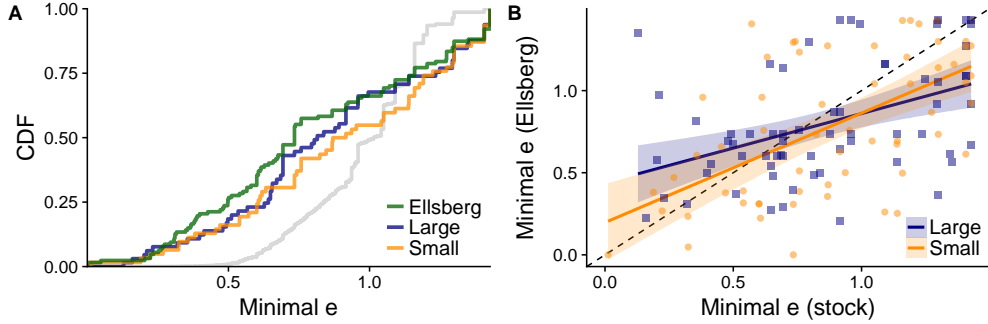 A
CDF
1.00
0.75
0.50
0.25
0.00
0.5
1.0
Minimal e
Ellsberg
Large
Small
B
Minimal e (Ellsberg)
1.0
0.5
0.0
0.0
0.5
1.0
Minimal e (stock)
Large
Small